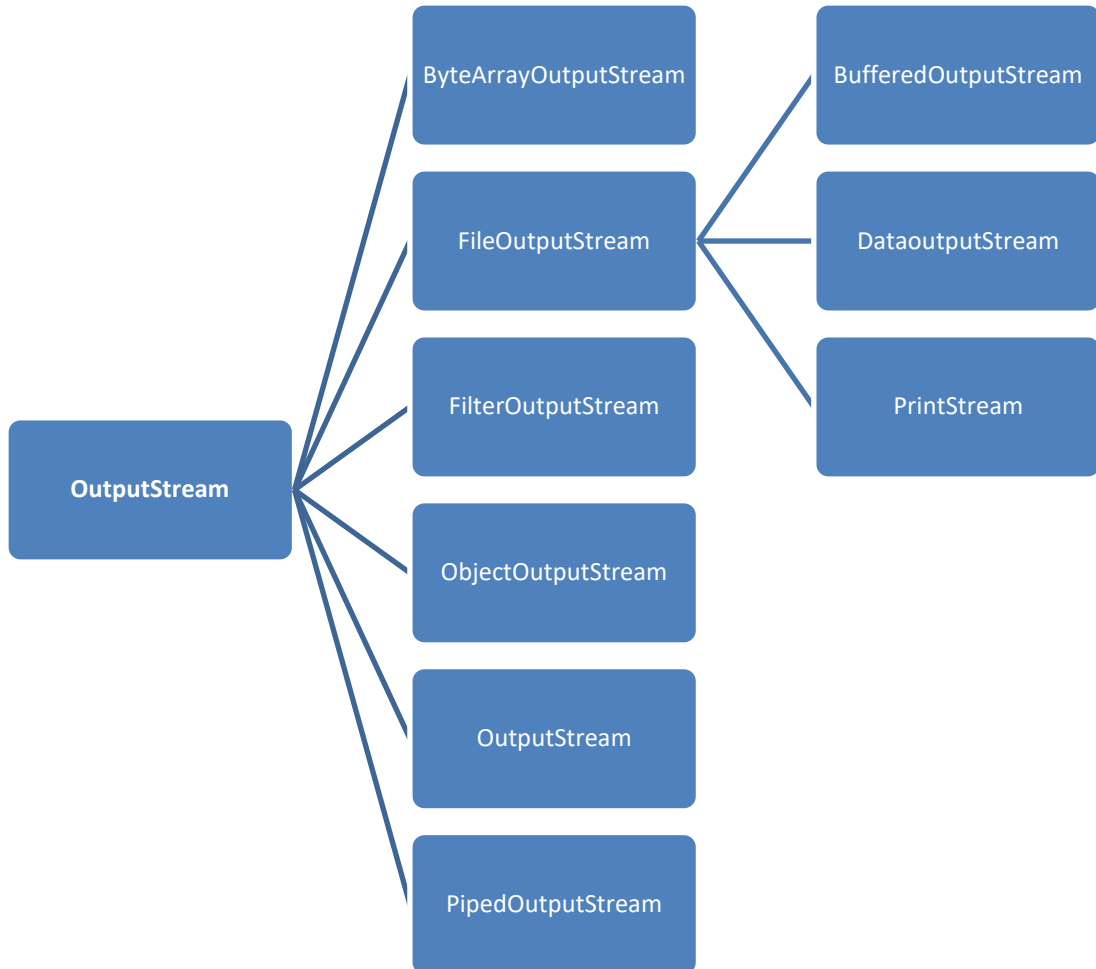 OutputStream
ByteArrayOutputStream
FileOutputStream
FilterOutputStream
ObjectOutputStream
OutputStream
PipedOutputStream
BufferedOutputStream
DataoutputStream
PrintStream